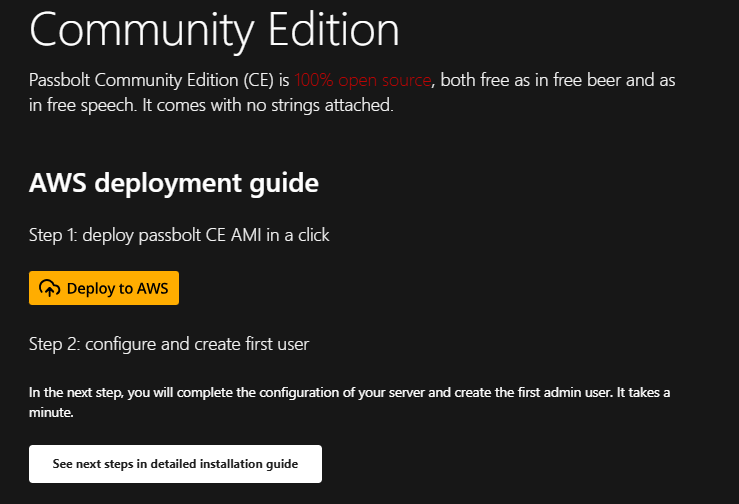 Community Edition
Passbolt Community Edition (CE) is 100% open source, both free as in free beer and as
in free speech. It comes with no strings attached.
AWS deployment guide
Step 1: deploy passbolt CE AMI in a click
Deploy to AWS
Step 2: configure and create first user
In the next step, you will complete the configuration of your server and create the first admin user. It takes a
minute.
See next steps in detailed installation guide